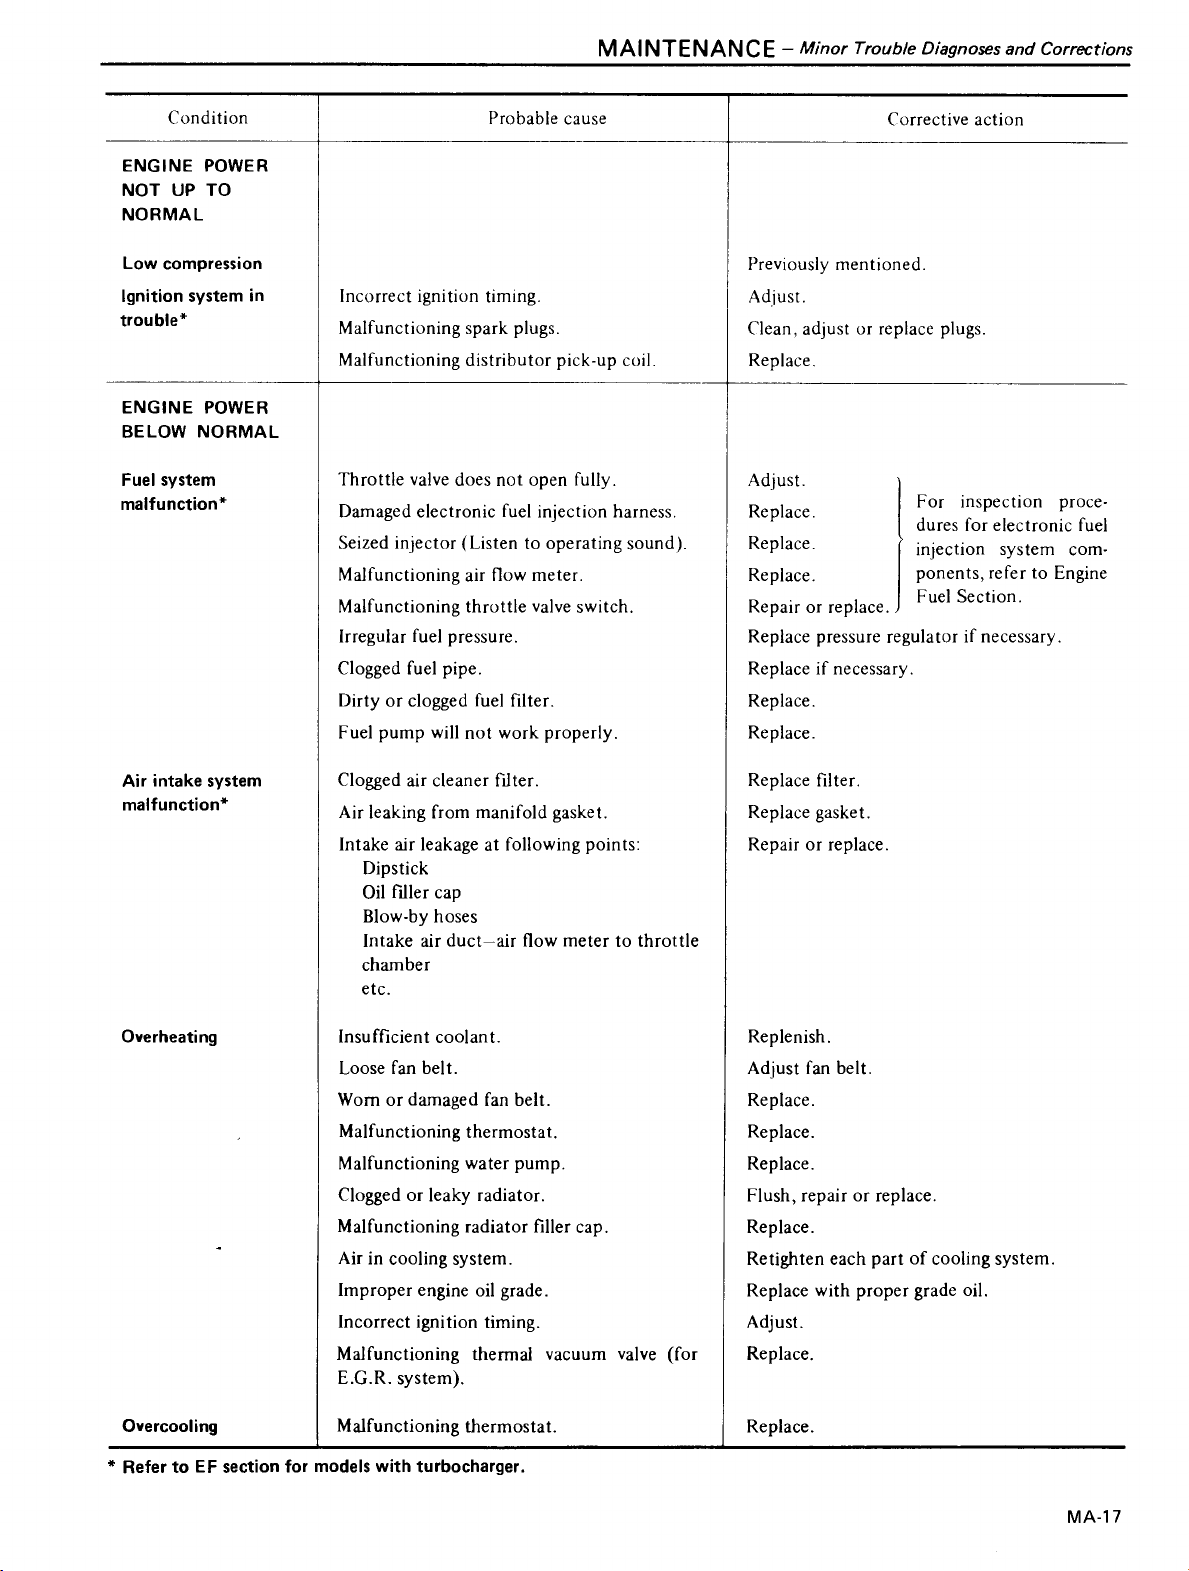 MAINTENANCE – Minor Trouble Diagnoses and Corrections
Condition Probable cause Corrective action
ENGINE POWER
NOT UP TO
NORMAL
Low compression Previously mentioned.
Ignition system in Incorrect ignition timing. Adjust.
trouble* Malfunctioning spark plugs. Clean, adjust or replace plugs.
Malfunctioning distributor pick-up coil. Replace.
ENGINE POWER
BELOW NORMAL
Fuel system Throttle valve does not open fully. Adjust.
malfunction* Damaged electronic fuel injection harness. Replace.
Seized injector (Listen to operating sound). Replace.
Malfunctioning air flow meter. Replace.
Malfunctioning throttle valve switch. Repair or replace.
For inspection proce-
dures for electronic fuel
injection system com-
ponents, refer to Engine
Fuel Section.
Irregular fuel pressure. Replace pressure regulator if necessary.
Clogged fuel pipe. Replace if necessary.
Dirty or clogged fuel filter. Replace.
Fuel pump will not work properly. Replace.
Air intake system Clogged air cleaner filter. Replace filter.
malfunction* Air leaking from manifold gasket. Replace gasket.
Intake air leakage at following points: Repair or replace.
Dipstick
Oil filler cap
Blow-by hoses
Intake air duct–air flow meter to throttle
chamber
etc.
Overheating Insufficient coolant. Replenish.
Loose fan belt. Adjust fan belt.
Worn or damaged fan belt. Replace.
Malfunctioning thermostat. Replace.
Malfunctioning water pump. Replace.
Clogged or leaky radiator. Flush, repair or replace.
Malfunctioning radiator filler cap. Replace.
Air in cooling system. Retighten each part of cooling system.
Improper engine oil grade. Replace with proper grade oil.
Incorrect ignition timing. Adjust.
Malfunctioning thermal vacuum valve (for Replace.
E.G.R. system).
Overcooling Malfunctioning thermostat. Replace.
* Refer to EF section for models with turbocharger.
MA-17